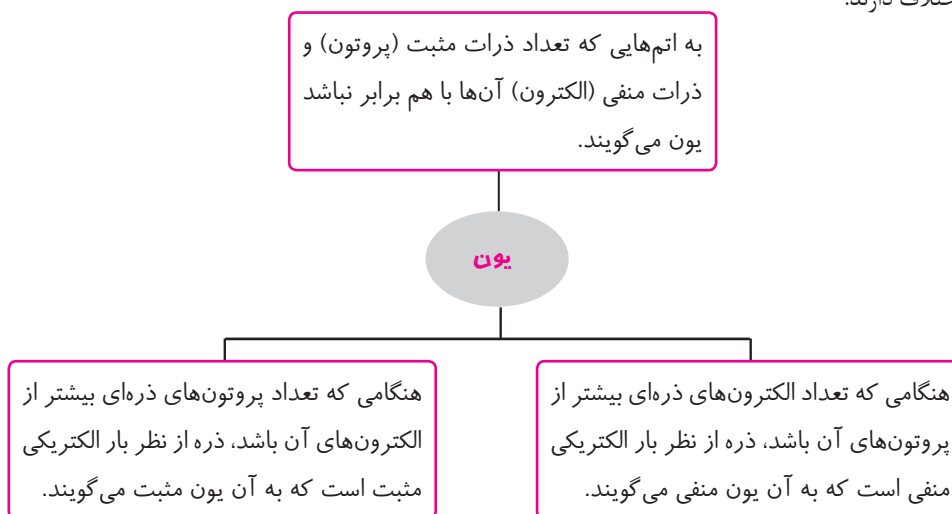 دارند.
به اتم‌هایی که تعداد ذرات مثبت (پروتون) و
ذرات منفی (الکترون) آن‌ها با هم برابر نباشد
یون می‌گویند.
یون
هنگامی که تعداد الکترون‌های ذره‌ای بیشتر از
پروتون‌های آن باشد، ذره از نظر بار الکتریکی
منفی است که به آن یون منفی می‌گویند.
هنگامی که تعداد پروتون‌های ذره‌ای بیشتر از
الکترون‌های آن باشد، ذره از نظر بار الکتریکی
مثبت است که به آن یون مثبت می‌گویند.